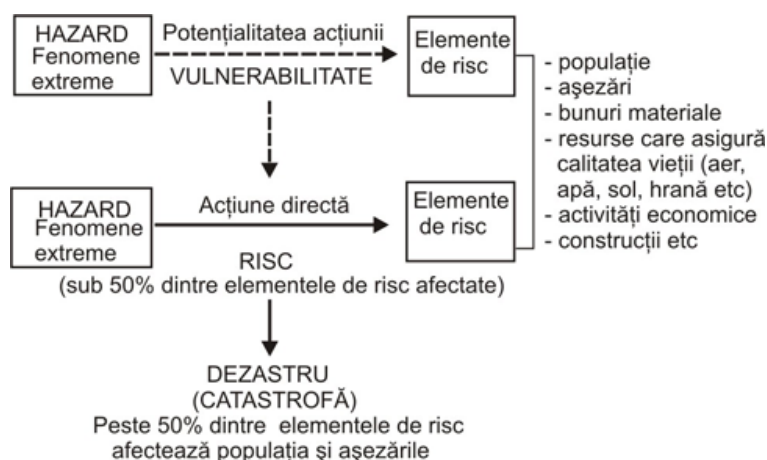 HAZARD
Fenomene
extreme
Potențialitatea acțiunii
VULNERABILITATE
Elemente
de risc
- populație
- așezări
- bunuri materiale
- resurse care asigură
calitatea vieții (aer,
apă, sol, hrană etc)
- activități economice
- construcții etc
HAZARD
Fenomene
extreme
Acțiune directă
Elemente
de risc
RISC
(sub 50% dintre elementele de risc afectate)
DEZASTRU
(CATASTROFĂ)
Peste 50% dintre elementele de risc
afectează populația și așezările